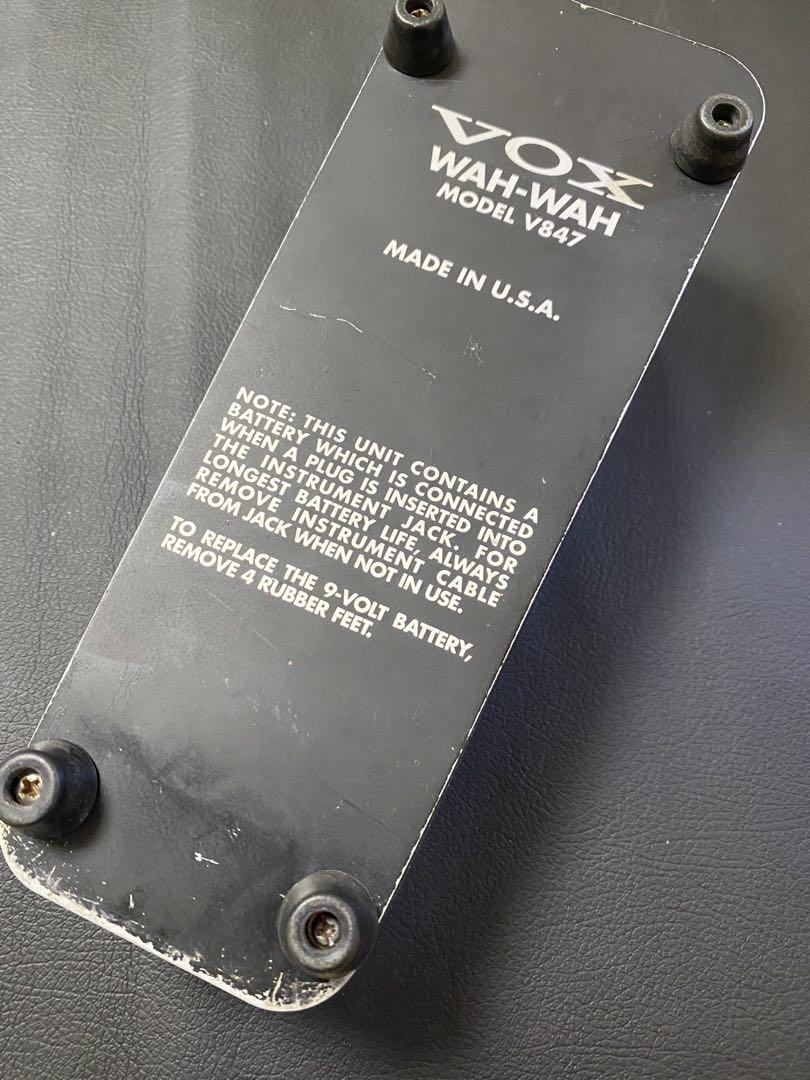 VOX
WAH-WAH
MODEL V847
MADE IN U.S.A.
NOTE: THIS UNIT CONTAINS A
BATTERY WHICH IS CONNECTED
WHEN A PLUG IS INSERTED INTO
THE INSTRUMENT JACK. FOR
LONGEST BATTERY LIFE, ALWAYS
REMOVE INSTRUMENT CABLE
FROM JACK WHEN NOT IN USE.
TO REPLACE THE 9-VOLT BATTERY,
REMOVE 4 RUBBER FEET.